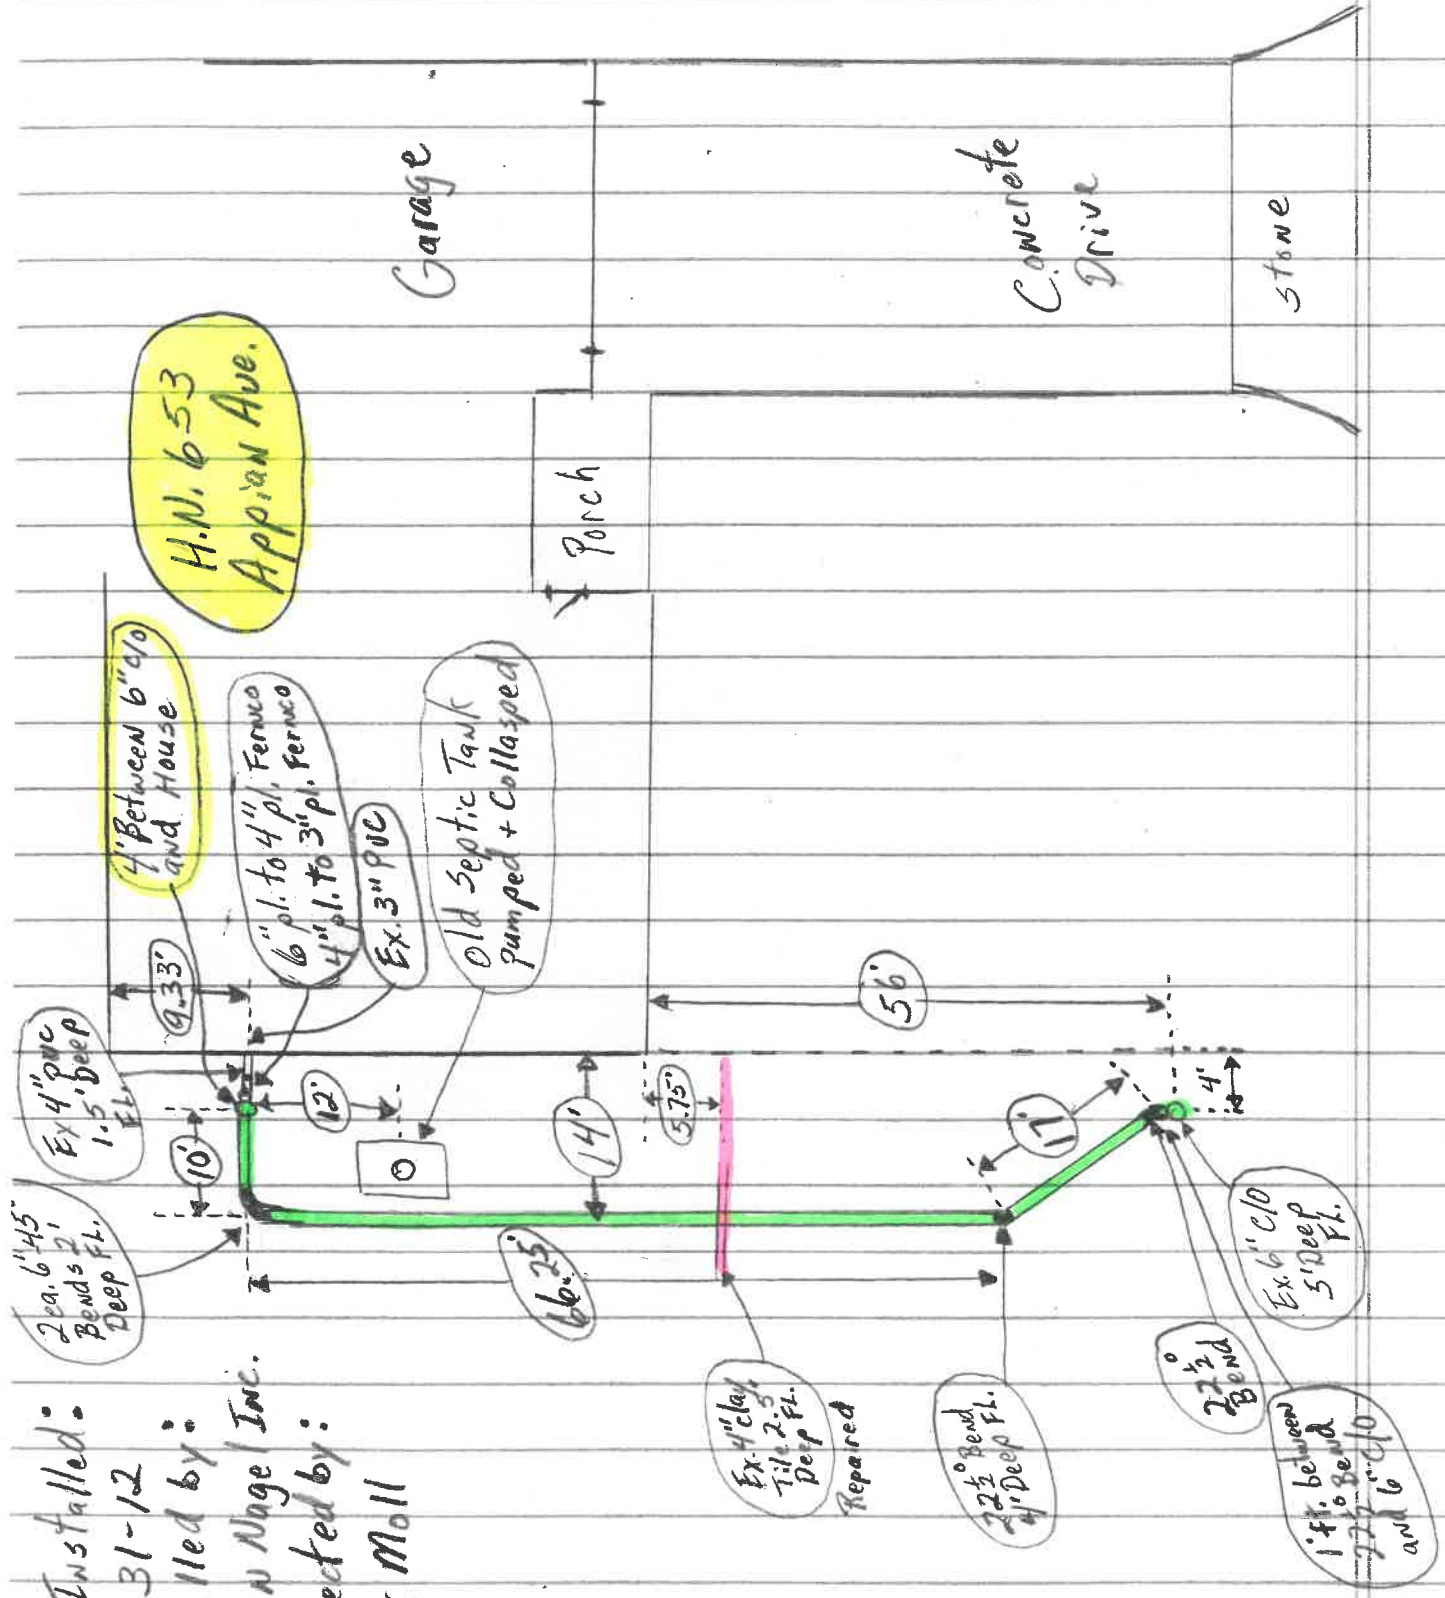 Installed:
31-12
lled by:
n Nagel Inc.
ected by:
Moll
2ea. 6" 45°
Bends 2'
Deep FL.
Ex 4" PVC
1.5' Deep
FL.
4' Between 6" c/o
and House
H.N. 653
Appian Ave.
9.33'
6" pl. to 4" pl. Fernco
4" pl. to 3" pl. Fernco
Ex. 3" PVC
Old Septic Tank
Pumped + Collasped
10'
12'
14'
5.75'
66.25'
56'
17'
4'
Porch
Garage
Concrete
Drive
Stone
Ex. 4" clay
Tile 2.5'
Deep FL.
Repaired
22½° Bend
4' Deep FL.
22½°
Bend
Ex. 6" c/o
5' Deep
FL.
1 ft. between
22½° Bend
and 6" c/o